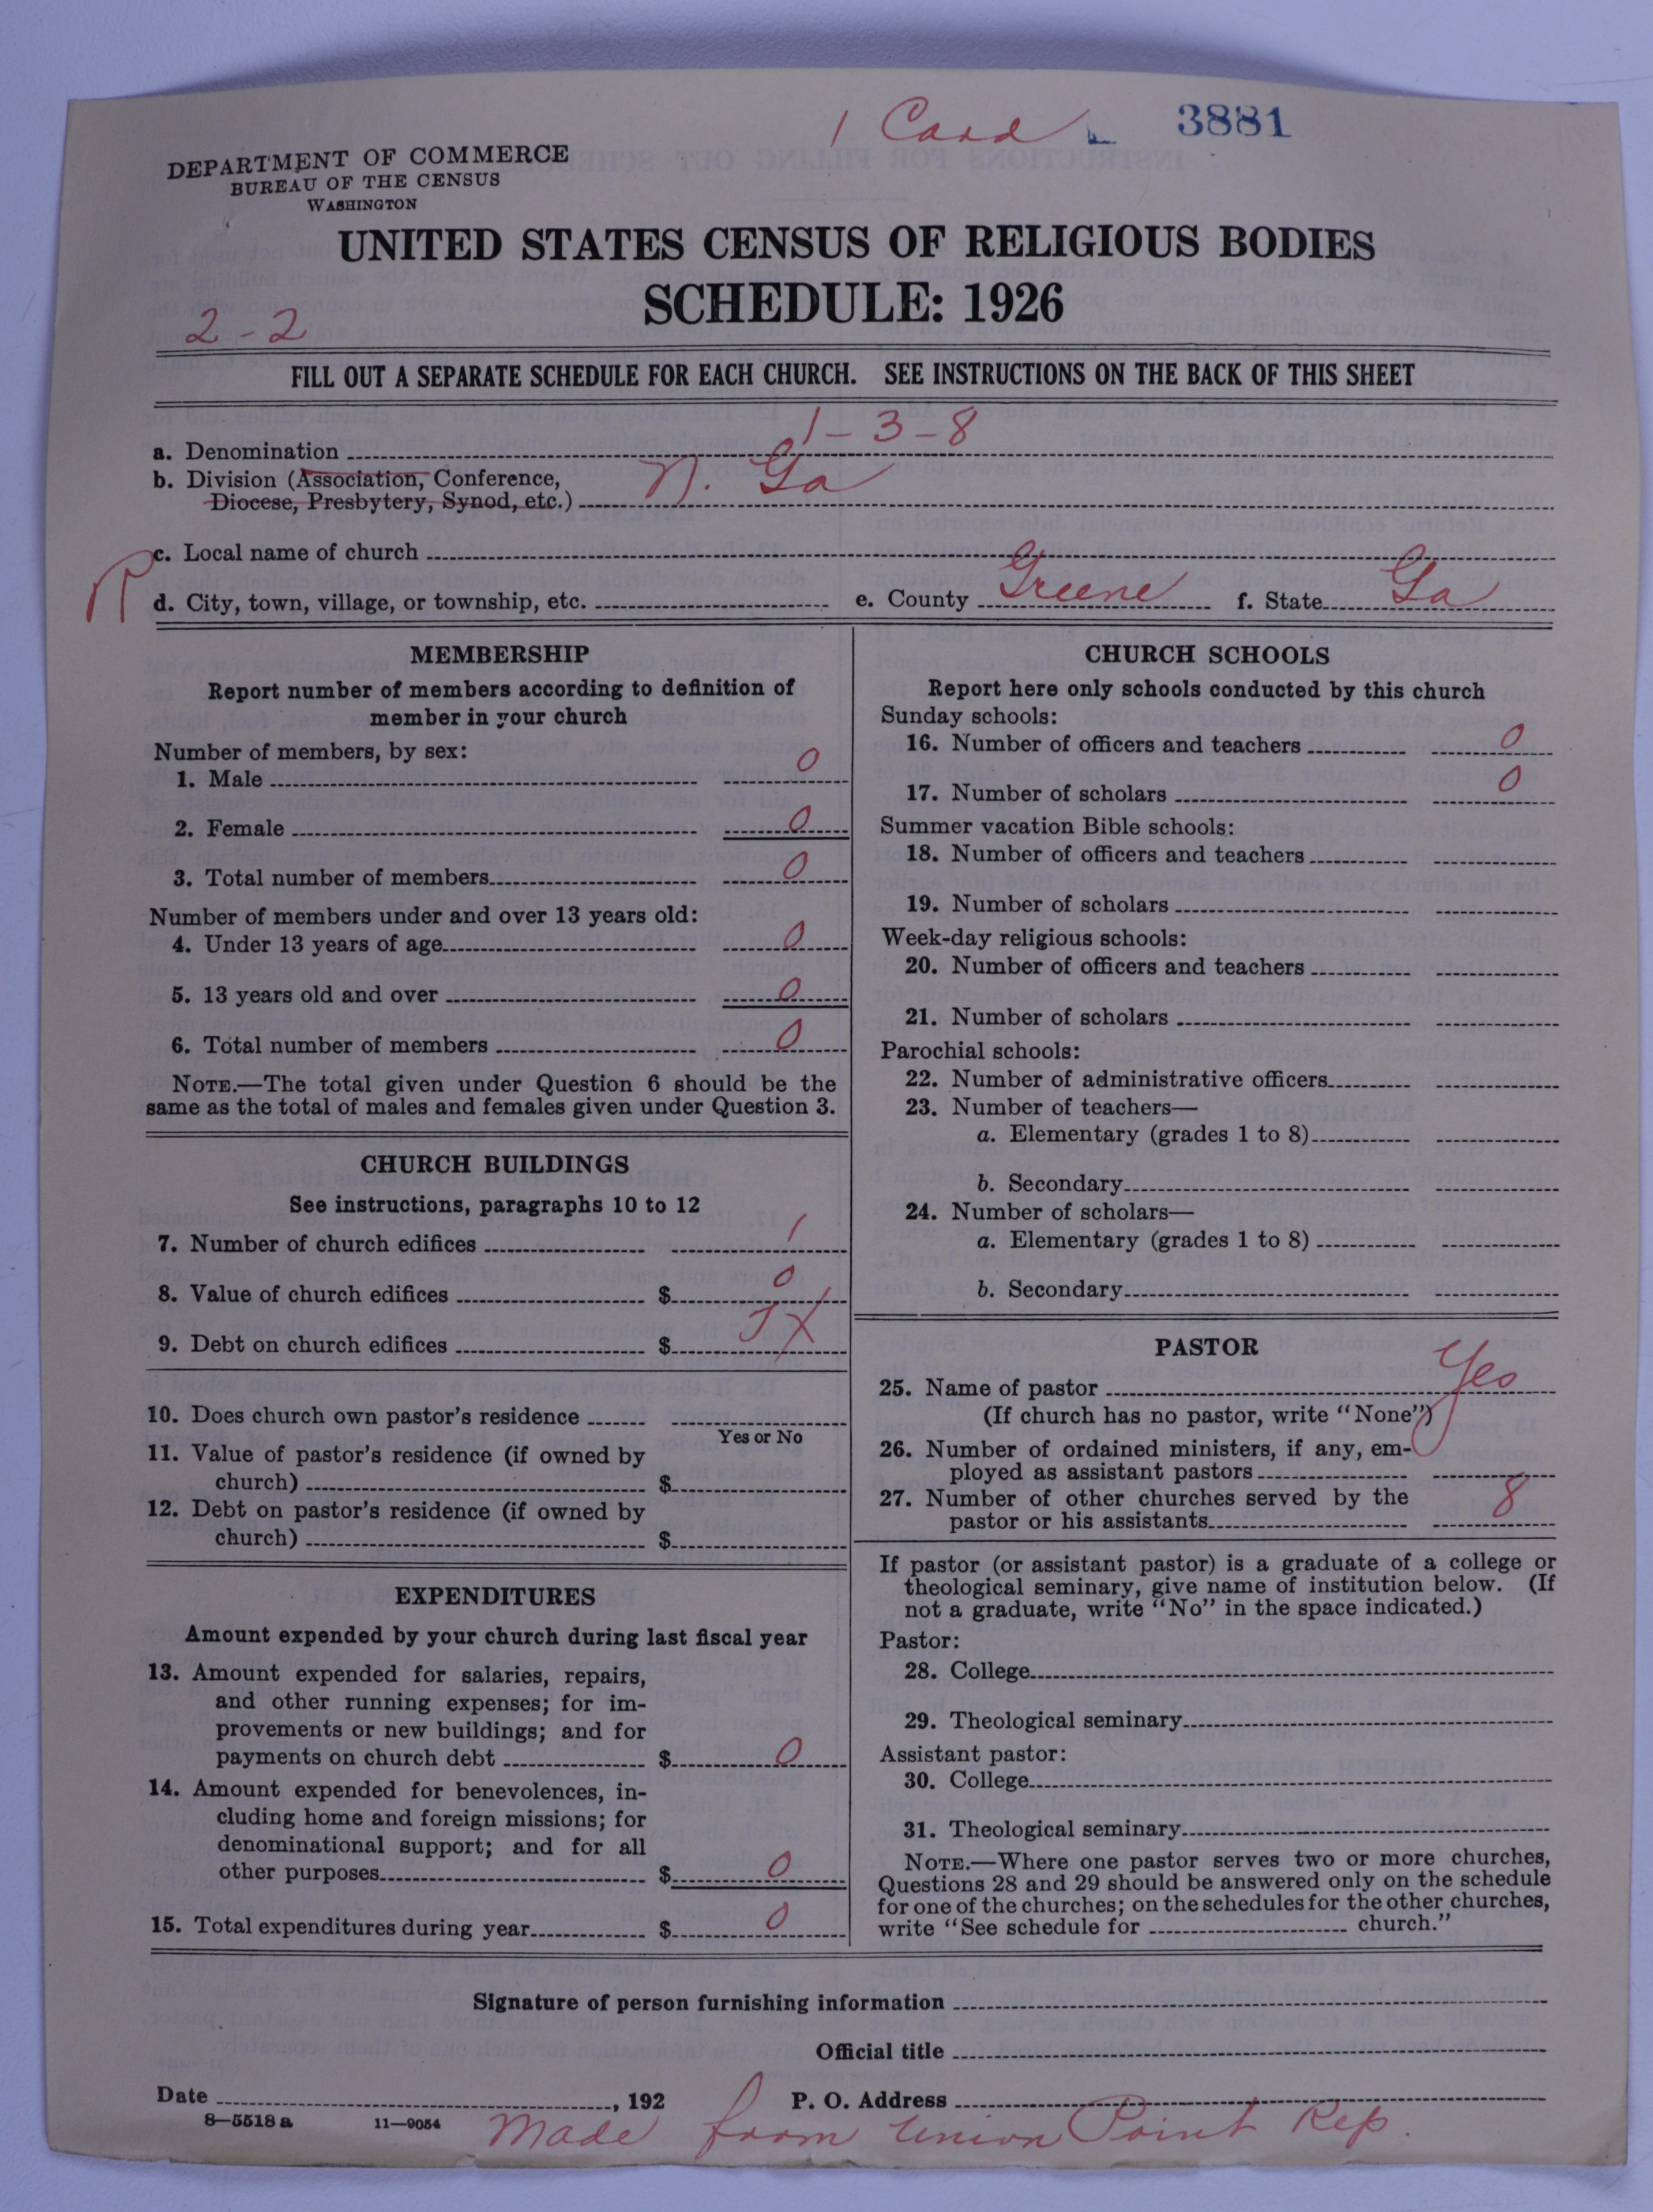 1 Card 3881
DEPARTMENT OF COMMERCE
BUREAU OF THE CENSUS
WASHINGTON
UNITED STATES CENSUS OF RELIGIOUS BODIES
SCHEDULE: 1926
2-2
FILL OUT A SEPARATE SCHEDULE FOR EACH CHURCH. SEE INSTRUCTIONS ON THE BACK OF THIS SHEET
a. Denomination 1-3-8
b. Division (Association, Conference,
Diocese, Presbytery, Synod, etc.) N. Ga
c. Local name of church
R
d. City, town, village, or township, etc. e. County Greene f. State Ga
MEMBERSHIP
Report number of members according to definition of
member in your church
Number of members, by sex:
1. Male 0
2. Female 0
3. Total number of members 0
Number of members under and over 13 years old:
4. Under 13 years of age 0
5. 13 years old and over 0
6. Total number of members 0
NOTE.—The total given under Question 6 should be the
same as the total of males and females given under Question 3.
CHURCH BUILDINGS
See instructions, paragraphs 10 to 12
7. Number of church edifices 1
8. Value of church edifices $ 0
9. Debt on church edifices $ JX
10. Does church own pastor's residence
Yes or No
11. Value of pastor's residence (if owned by
church) $
12. Debt on pastor's residence (if owned by
church) $
EXPENDITURES
Amount expended by your church during last fiscal year
13. Amount expended for salaries, repairs,
and other running expenses; for im-
provements or new buildings; and for
payments on church debt $ 0
14. Amount expended for benevolences, in-
cluding home and foreign missions; for
denominational support; and for all
other purposes $ 0
15. Total expenditures during year $ 0
CHURCH SCHOOLS
Report here only schools conducted by this church
Sunday schools:
16. Number of officers and teachers 0
17. Number of scholars 0
Summer vacation Bible schools:
18. Number of officers and teachers
19. Number of scholars
Week-day religious schools:
20. Number of officers and teachers
21. Number of scholars
Parochial schools:
22. Number of administrative officers
23. Number of teachers—
a. Elementary (grades 1 to 8)
b. Secondary
24. Number of scholars—
a. Elementary (grades 1 to 8)
b. Secondary
PASTOR
25. Name of pastor Yes
(If church has no pastor, write "None")
26. Number of ordained ministers, if any, em-
ployed as assistant pastors
27. Number of other churches served by the
pastor or his assistants 8
If pastor (or assistant pastor) is a graduate of a college or
theological seminary, give name of institution below. (If
not a graduate, write "No" in the space indicated.)
Pastor:
28. College
29. Theological seminary
Assistant pastor:
30. College
31. Theological seminary
NOTE.—Where one pastor serves two or more churches,
Questions 28 and 29 should be answered only on the schedule
for one of the churches; on the schedules for the other churches,
write "See schedule for church."
Signature of person furnishing information
Official title
Date , 192 P. O. Address
8—5518 a 11—9054
Made from Union Point Rep.